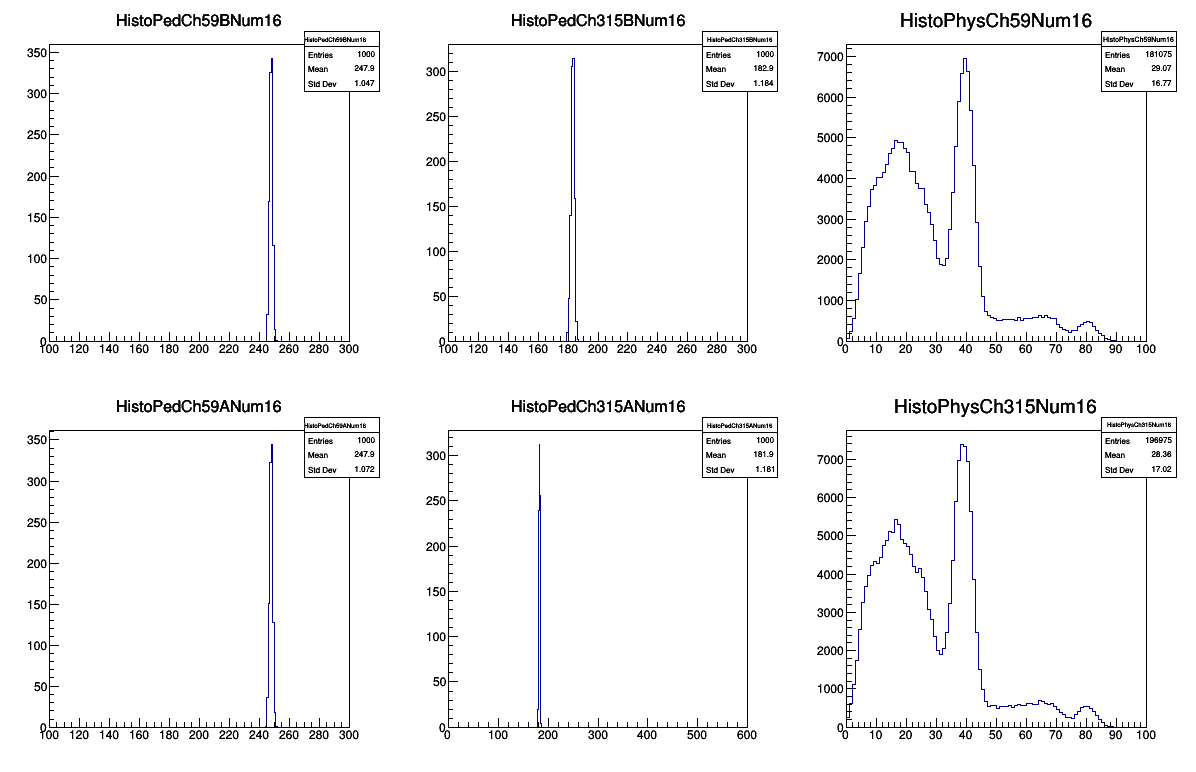 HistoPedCh59BNum16
HistoPedCh59BNum16
Entries 1000
Mean 247.9
Std Dev 1.047
350
300
250
200
150
100
50
0
100 120 140 160 180 200 220 240 260 280 300
HistoPedCh315BNum16
HistoPedCh315BNum16
Entries 1000
Mean 182.9
Std Dev 1.184
300
250
200
150
100
50
0
100 120 140 160 180 200 220 240 260 280 300
HistoPhysCh59Num16
HistoPhysCh59Num16
Entries 181075
Mean 29.07
Std Dev 16.77
7000
6000
5000
4000
3000
2000
1000
0
0 10 20 30 40 50 60 70 80 90 100
HistoPedCh59ANum16
HistoPedCh59ANum16
Entries 1000
Mean 247.9
Std Dev 1.072
350
300
250
200
150
100
50
0
100 120 140 160 180 200 220 240 260 280 300
HistoPedCh315ANum16
HistoPedCh315ANum16
Entries 1000
Mean 181.9
Std Dev 1.181
300
250
200
150
100
50
0
0 100 200 300 400 500 600
HistoPhysCh315Num16
HistoPhysCh315Num16
Entries 196975
Mean 28.36
Std Dev 17.02
7000
6000
5000
4000
3000
2000
1000
0
0 10 20 30 40 50 60 70 80 90 100